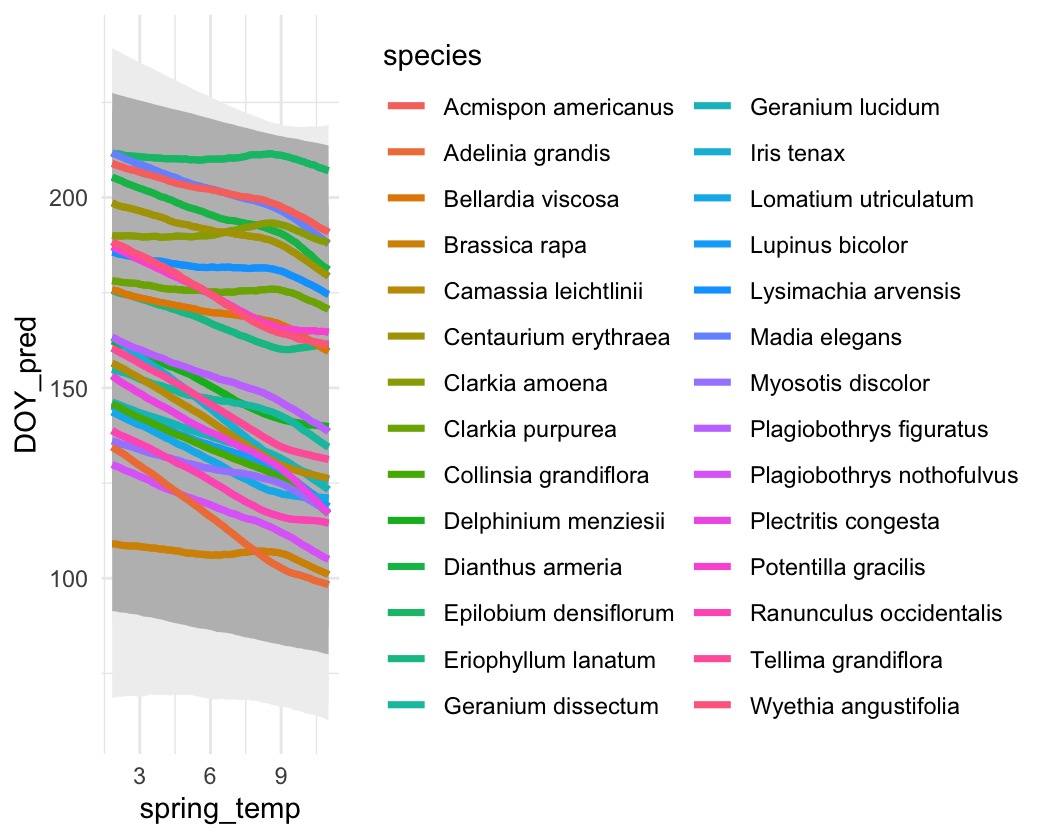 species
Acmispon americanus
Adelinia grandis
Bellardia viscosa
Brassica rapa
Camassia leichtlinii
Centaurium erythraea
Clarkia amoena
Clarkia purpurea
Collinsia grandiflora
Delphinium menziesii
Dianthus armeria
Epilobium densiflorum
Eriophyllum lanatum
Geranium dissectum
Geranium lucidum
Iris tenax
Lomatium utriculatum
Lupinus bicolor
Lysimachia arvensis
Madia elegans
Myosotis discolor
Plagiobothrys figuratus
Plagiobothrys nothofulvus
Plectritis congesta
Potentilla gracilis
Ranunculus occidentalis
Tellima grandiflora
Wyethia angustifolia
DOY_pred
200
150
100
3 6 9
spring_temp